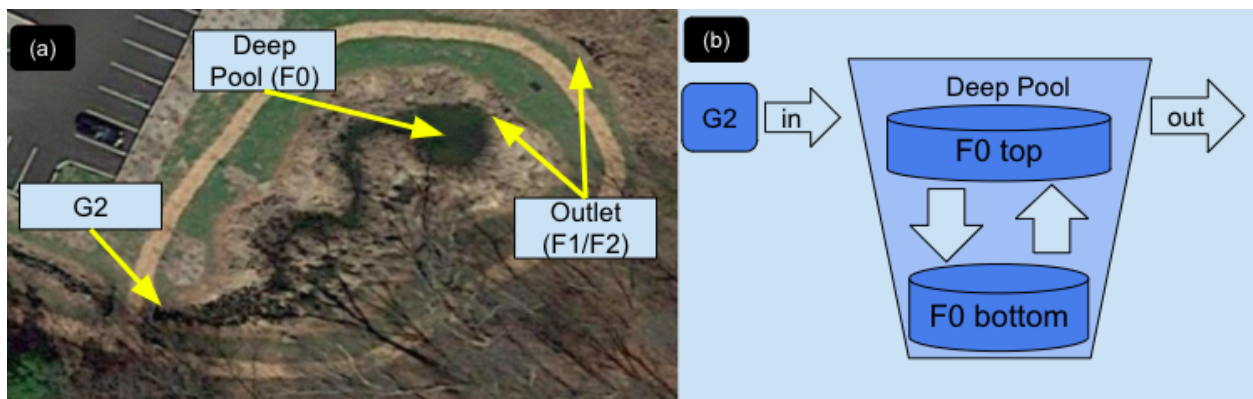 (a)
Deep
Pool (F0)
G2
Outlet
(F1/F2)
(b)
G2
in
Deep Pool
F0 top
F0 bottom
out